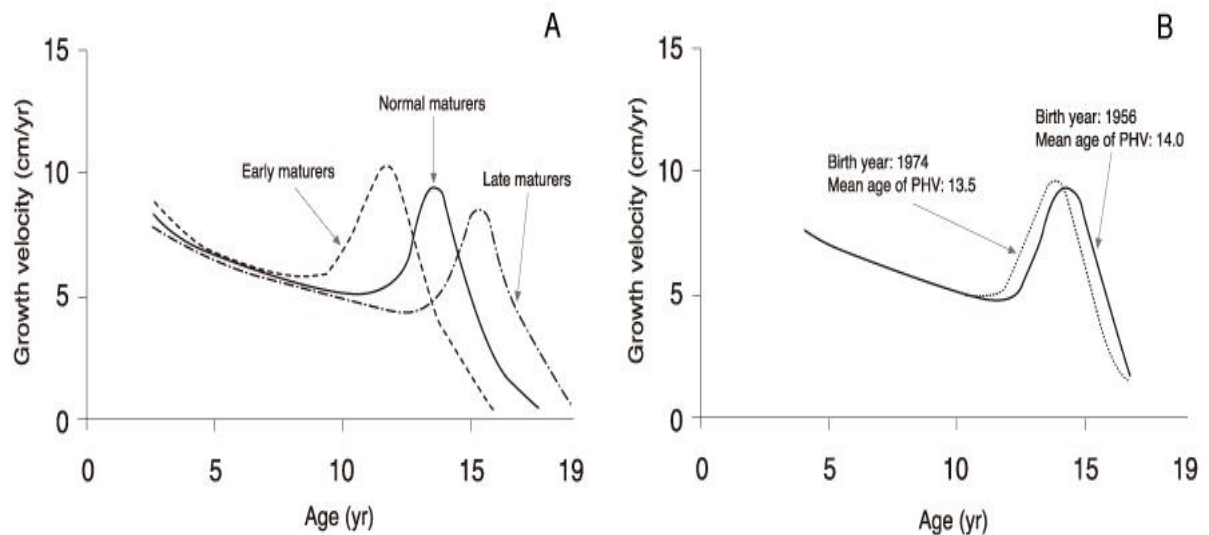 A
15
10
5
0
Growth velocity (cm/yr)
Normal maturers
Early maturers
Late maturers
0 5 10 15 19
Age (yr)
B
15
10
5
0
Growth velocity (cm/yr)
Birth year: 1956
Mean age of PHV: 14.0
Birth year: 1974
Mean age of PHV: 13.5
0 5 10 15 19
Age (yr)